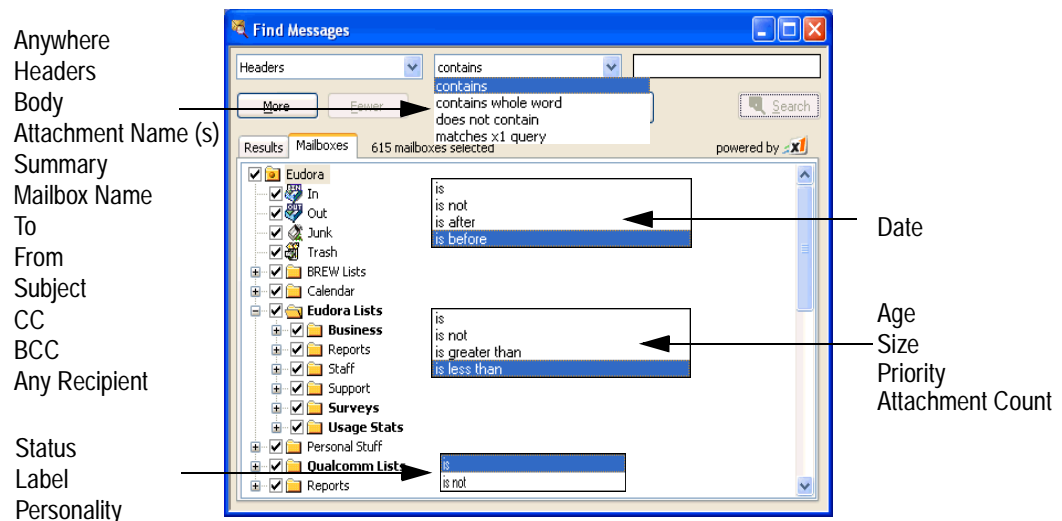 Anywhere
Headers
Body
Attachment Name (s)
Summary
Mailbox Name
To
From
Subject
CC
BCC
Any Recipient
Status
Label
Personality
Find Messages
Headers
contains
contains
contains whole word
does not contain
matches x1 query
More
Fewer
Search
Results
Mailboxes
615 mailboxes selected
powered by x1
Eudora
In
Out
Junk
Trash
BREW Lists
Calendar
Eudora Lists
Business
Reports
Staff
Support
Surveys
Usage Stats
Personal Stuff
Qualcomm Lists
Reports
is
is not
is after
is before
is
is not
is greater than
is less than
is
is not
Date
Age
Size
Priority
Attachment Count